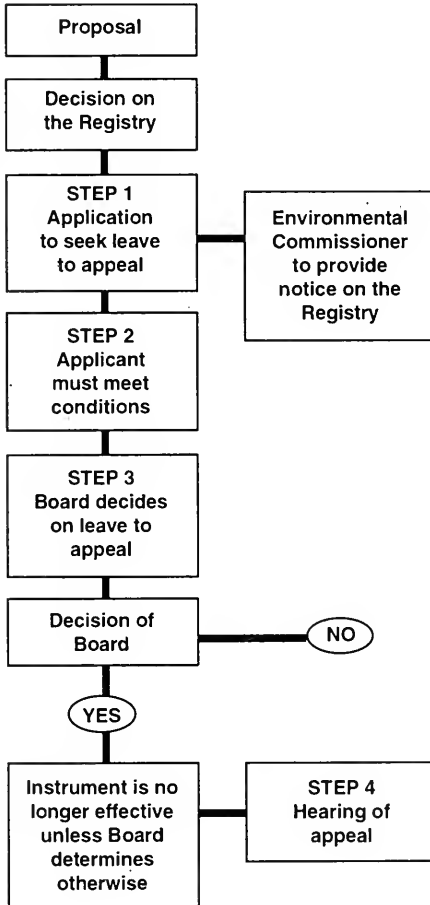 Proposal
Decision on
the Registry
STEP 1
Application
to seek leave
to appeal
Environmental
Commissioner
to provide
notice on the
Registry
STEP 2
Applicant
must meet
conditions
STEP 3
Board decides
on leave to
appeal
Decision of
Board
NO
YES
Instrument is no
longer effective
unless Board
determines
otherwise
STEP 4
Hearing of
appeal